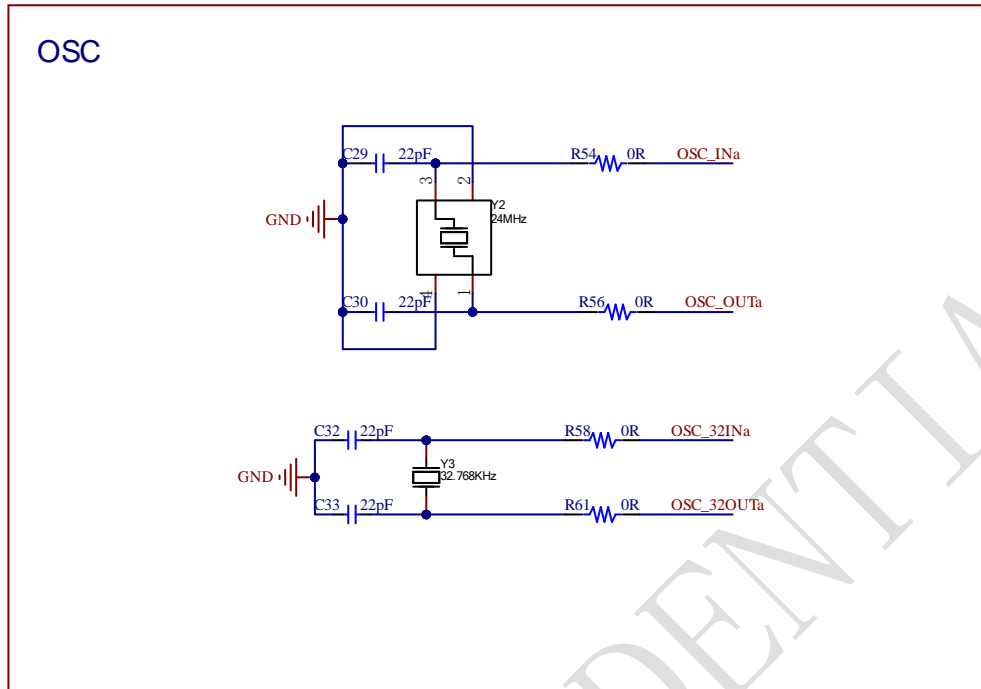 OSC
C29 22pF R54 0R OSC_INa
3 2
Y2
24MHz
GND
4 1
C30 22pF R56 0R OSC_OUTa
C32 22pF R58 0R OSC_32INa
Y3
32.768KHz
GND
C33 22pF R61 0R OSC_32OUTa
DENTIA